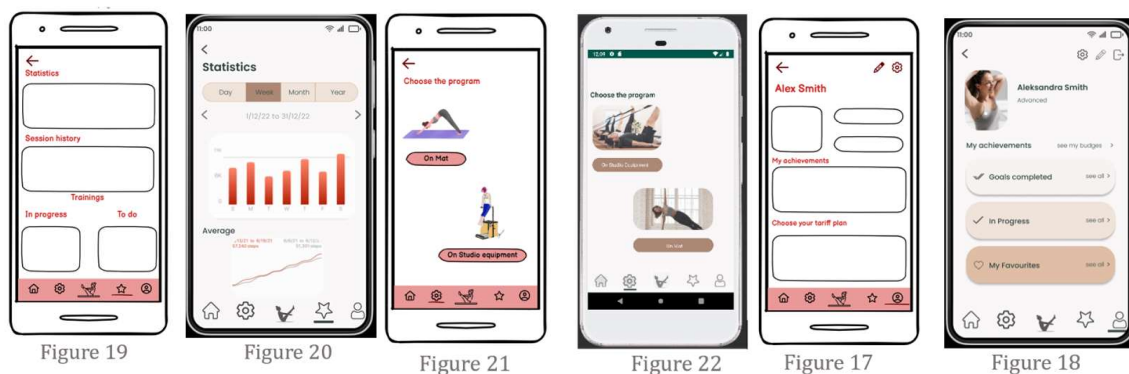 Statistics
Session history
Trainings
In progress
To do
Figure 19
11:00
Statistics
Day
Week
Month
Year
1/12/22 to 31/12/22
Average
Figure 20
Choose the program
On Mat
On Studio equipment
Figure 21
12:09
Choose the program
On Studio Equipment
On Mat
Figure 22
Alex Smith
My achievements
Choose your tariff plan
Figure 17
11:00
Aleksandra Smith
Advanced
My achievements
see my budges >
Goals completed
see all >
In Progress
see all >
My Favourites
see all >
Figure 18